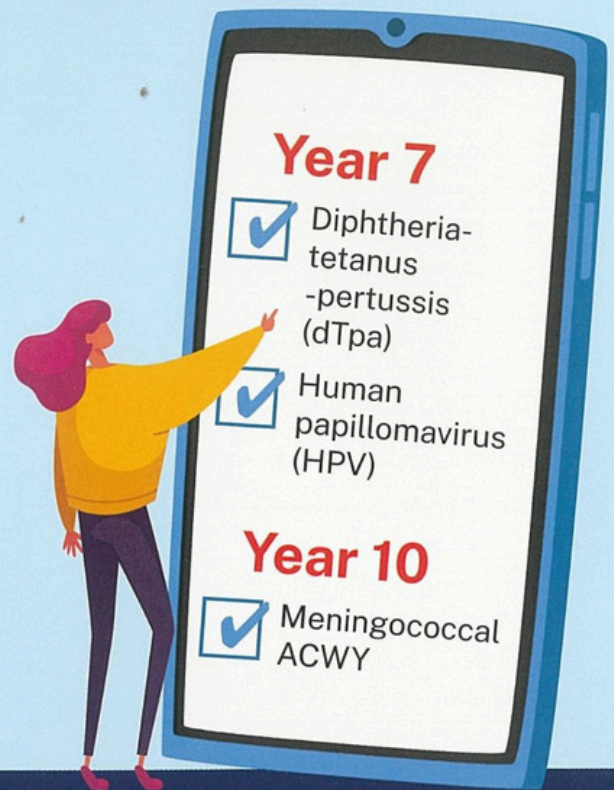 Year 7
Diphtheria-
tetanus
-pertussis
(dTpa)
Human
papillomavirus
(HPV)
Year 10
Meningococcal
ACWY